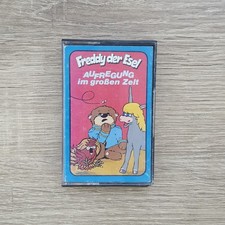 Freddy der Esel
AUFREGUNG
im großen Zelt